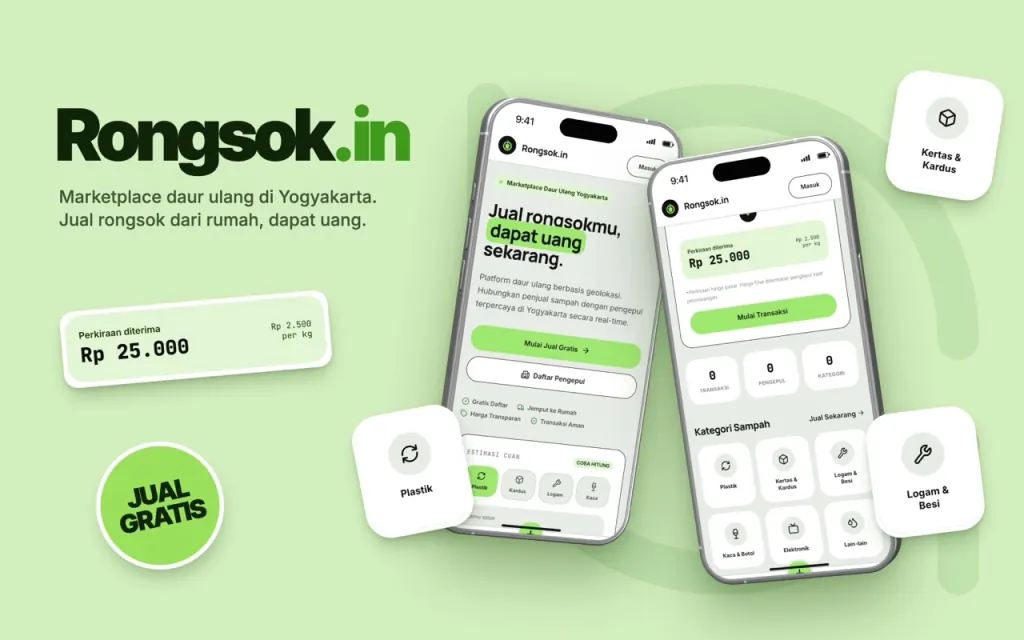 Rongsok.in
Marketplace daur ulang di Yogyakarta.
Jual rongsok dari rumah, dapat uang.
Perkiraan diterima
Rp 25.000
Rp 2.500
per kg
JUAL
GRATIS
9:41
Rongsok.in
Masuk
Marketplace Daur Ulang Yogyakarta
Jual rongsokmu,
dapat uang
sekarang.
Platform daur ulang berbasis geolokasi.
Hubungkan penjual sampah dengan pengepul
terpercaya di Yogyakarta secara real-time.
Mulai Jual Gratis →
Daftar Pengepul
Gratis Daftar
Jemput ke Rumah
Harga Transparan
Transaksi Aman
ESTIMASI CUAN
COBA HITUNG
Plastik
Kardus
Logam
Kaca
Plastik
9:41
Rongsok.in
Masuk
Perkiraan diterima
Rp 25.000
Rp 2.500
per kg
Mulai Transaksi
0
TRANSAKSI
0
PENGEPUL
0
KATEGORI
Kategori Sampah
Jual Sekarang →
Plastik
Kertas &
Kardus
Logam &
Besi
Kaca & Botol
Elektronik
Lain-lain
Kertas &
Kardus
Logam &
Besi